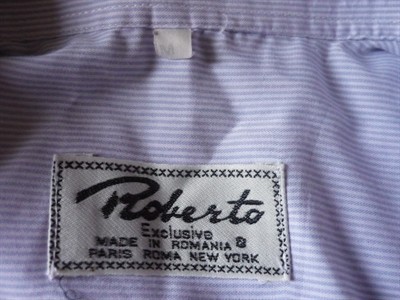 M
Roberto
Exclusive
MADE IN ROMANIA ®
PARIS ROMA NEW YORK